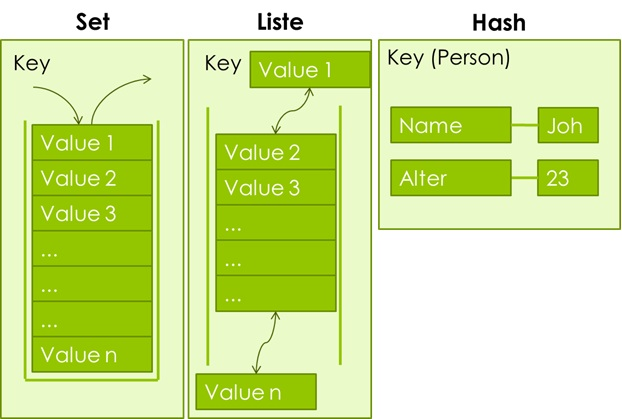 Set
Key
Value 1
Value 2
Value 3
...
...
...
Value n
Liste
Key
Value 1
Value 2
Value 3
...
...
...
Value n
Hash
Key (Person)
Name
Joh
Alter
23